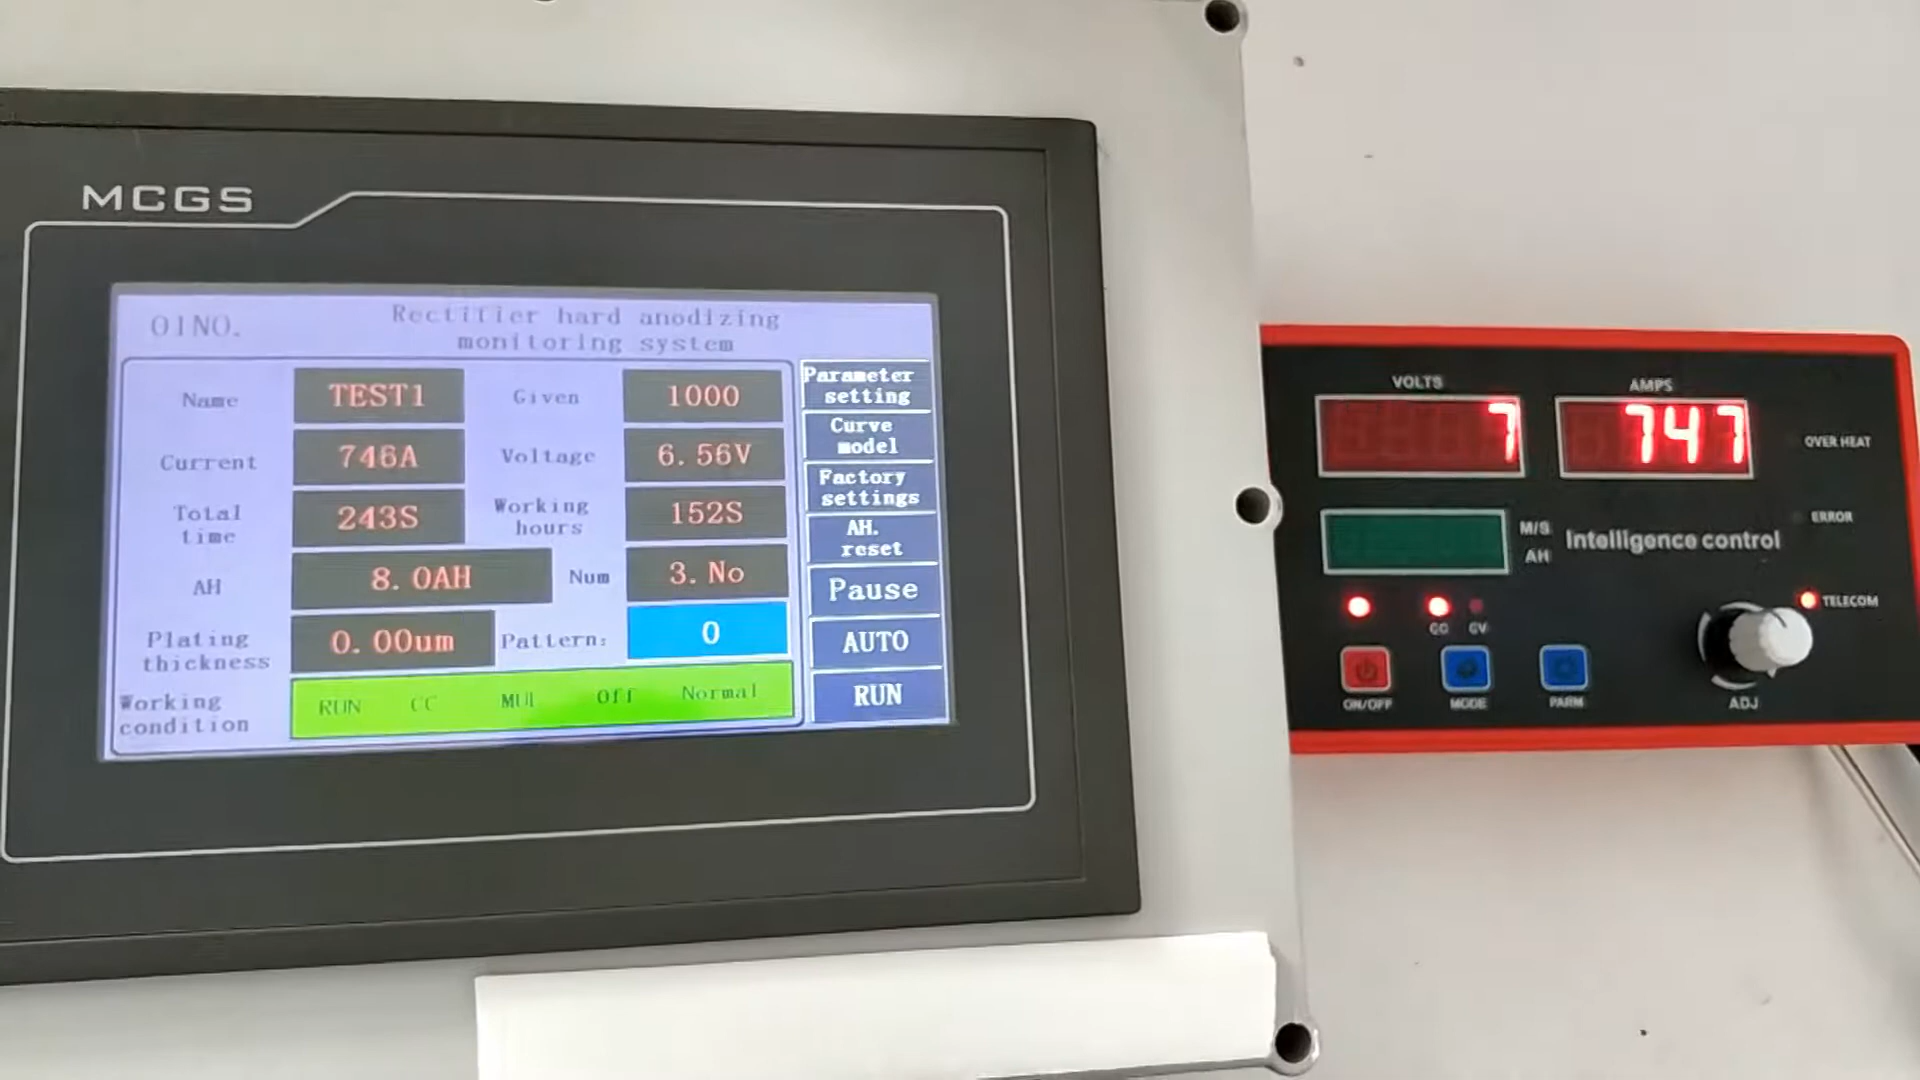 MCGS
01NO.
Rectifier hard anodizing
monitoring system
Name TEST1 Given 1000
Current 746A Voltage 6.56V
Total time 243S Working hours 152S
AH 8.0AH Num 3.No
Plating thickness 0.00um Pattern: 0
Working condition RUN CC MUL Off Normal
Parameter setting
Curve model
Factory settings
AH. reset
Pause
AUTO
RUN
VOLTS AMPS
7 747
OVER HEAT
ERROR
M/S
AH
Intelligence control
TELECOM
CC CV
ON/OFF MODE PARM ADJ